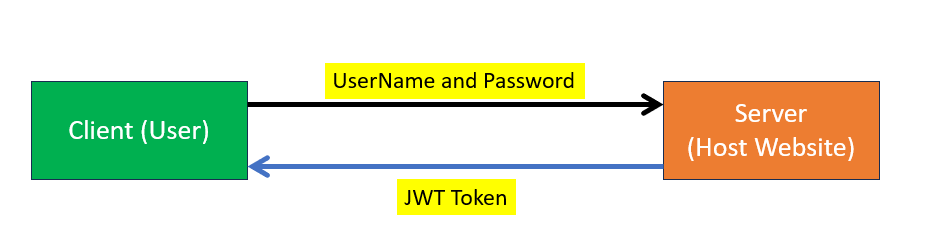 UserName and Password
Client (User)
Server
(Host Website)
JWT Token